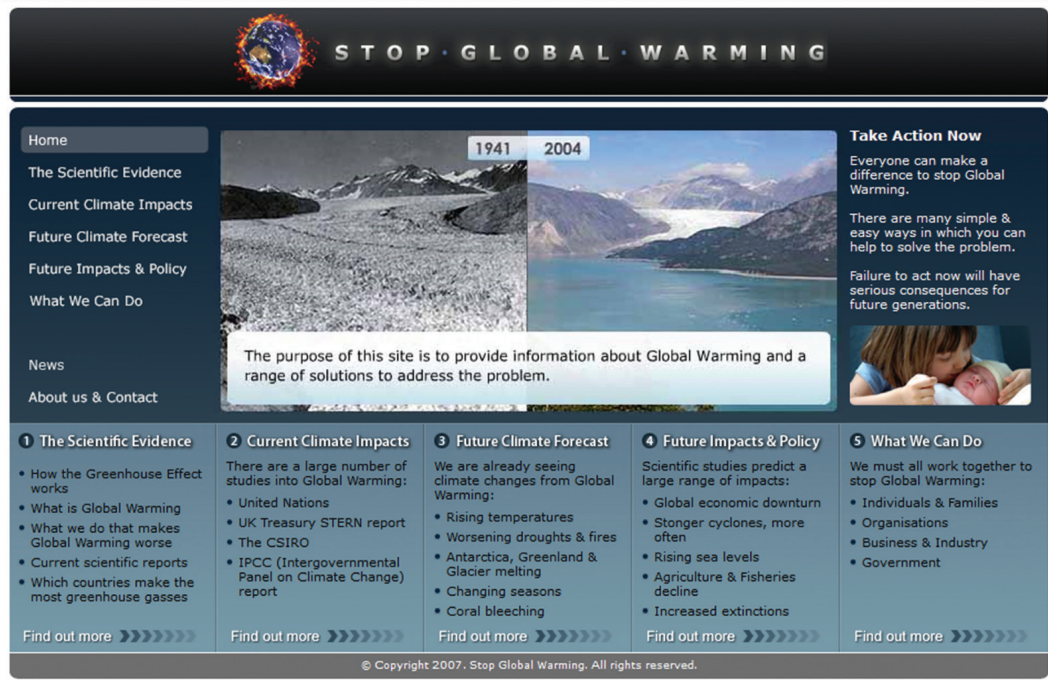 STOP·GLOBAL·WARMING
Home
The Scientific Evidence
Current Climate Impacts
Future Climate Forecast
Future Impacts & Policy
What We Can Do
News
About us & Contact
1941 2004
The purpose of this site is to provide information about Global Warming and a
range of solutions to address the problem.
Take Action Now
Everyone can make a
difference to stop Global
Warming.
There are many simple &
easy ways in which you can
help to solve the problem.
Failure to act now will have
serious consequences for
future generations.
1 The Scientific Evidence
• How the Greenhouse Effect
works
• What is Global Warming
• What we do that makes
Global Warming worse
• Current scientific reports
• Which countries make the
most greenhouse gasses
Find out more
2 Current Climate Impacts
There are a large number of
studies into Global Warming:
• United Nations
• UK Treasury STERN report
• The CSIRO
• IPCC (Intergovernmental
Panel on Climate Change)
report
Find out more
3 Future Climate Forecast
We are already seeing
climate changes from Global
Warming:
• Rising temperatures
• Worsening droughts & fires
• Antarctica, Greenland &
Glacier melting
• Changing seasons
• Coral bleeching
Find out more
4 Future Impacts & Policy
Scientific studies predict a
large range of impacts:
• Global economic downturn
• Stonger cyclones, more
often
• Rising sea levels
• Agriculture & Fisheries
decline
• Increased extinctions
Find out more
5 What We Can Do
We must all work together to
stop Global Warming:
• Individuals & Families
• Organisations
• Business & Industry
• Government
Find out more
© Copyright 2007. Stop Global Warming. All rights reserved.